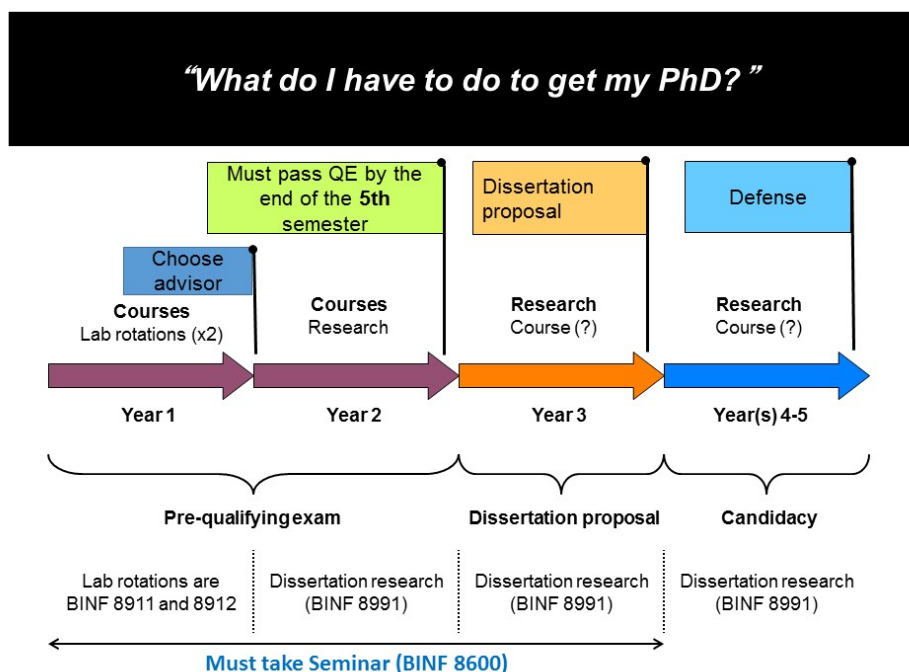 “What do I have to do to get my PhD?”
Must pass QE by the
end of the 5th
semester
Dissertation
proposal
Defense
Choose
advisor
Courses
Lab rotations (x2)
Courses
Research
Research
Course (?)
Research
Course (?)
Year 1
Year 2
Year 3
Year(s) 4-5
Pre-qualifying exam
Dissertation proposal
Candidacy
Lab rotations are
BINF 8911 and 8912
Dissertation research
(BINF 8991)
Dissertation research
(BINF 8991)
Dissertation research
(BINF 8991)
Must take Seminar (BINF 8600)